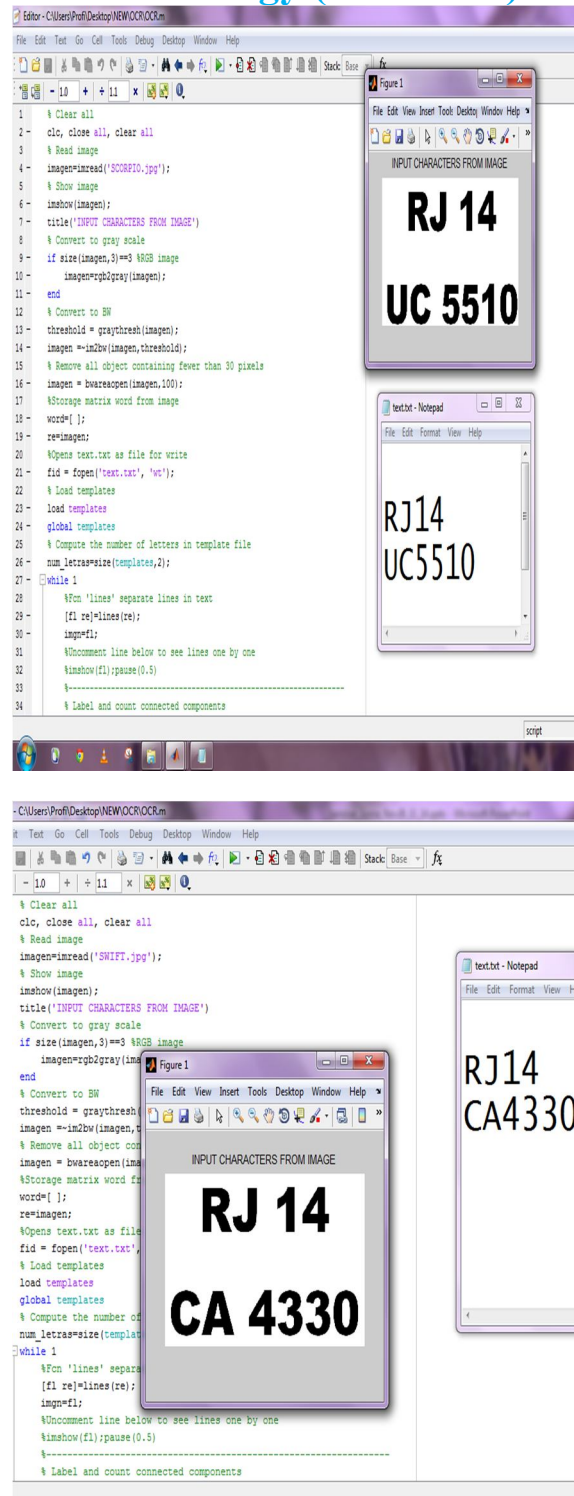 Editor - C:\Users\Profi\Desktop\NEW\OCR\OCR.m
File Edit Text Go Cell Tools Debug Desktop Window Help
Stack: Base fx
- 1.0 + ÷ 1.1 ×
1 % Clear all
2 - clc, close all, clear all
3 % Read image
4 - imagen=imread('SCORPIO.jpg');
5 % Show image
6 - imshow(imagen);
7 - title('INPUT CHARACTERS FROM IMAGE')
8 % Convert to gray scale
9 - if size(imagen,3)==3 %RGB image
10 - imagen=rgb2gray(imagen);
11 - end
12 % Convert to BW
13 - threshold = graythresh(imagen);
14 - imagen =~im2bw(imagen,threshold);
15 % Remove all object containing fewer than 30 pixels
16 - imagen = bwareaopen(imagen,100);
17 %Storage matrix word from image
18 - word=[ ];
19 - re=imagen;
20 %Opens text.txt as file for write
21 - fid = fopen('text.txt', 'wt');
22 % Load templates
23 - load templates
24 - global templates
25 % Compute the number of letters in template file
26 - num_letras=size(templates,2);
27 - while 1
28 %Fcn 'lines' separate lines in text
29 - [fl re]=lines(re);
30 - imgn=fl;
31 %Uncomment line below to see lines one by one
32 %imshow(fl);pause(0.5)
33 %-----------------------------------------------------------------
34 % Label and count connected components
script
Figure 1
File Edit View Insert Tools Desktop Window Help
INPUT CHARACTERS FROM IMAGE
RJ 14
UC 5510
text.txt - Notepad
File Edit Format View Help
RJ14
UC5510
- C:\Users\Profi\Desktop\NEW\OCR\OCR.m
it Text Go Cell Tools Debug Desktop Window Help
Stack: Base fx
- 1.0 + ÷ 1.1 ×
% Clear all
clc, close all, clear all
% Read image
imagen=imread('SWIFT.jpg');
% Show image
imshow(imagen);
title('INPUT CHARACTERS FROM IMAGE')
% Convert to gray scale
if size(imagen,3)==3 %RGB image
imagen=rgb2gray(ima
end
% Convert to BW
threshold = graythresh(
imagen =~im2bw(imagen,t
% Remove all object con
imagen = bwareaopen(ima
%Storage matrix word fr
word=[ ];
re=imagen;
%Opens text.txt as file
fid = fopen('text.txt',
% Load templates
load templates
global templates
% Compute the number of
num_letras=size(templat
while 1
%Fcn 'lines' separa
[fl re]=lines(re);
imgn=fl;
%Uncomment line below to see lines one by one
%imshow(fl);pause(0.5)
%-----------------------------------------------------------------
% Label and count connected components
Figure 1
File Edit View Insert Tools Desktop Window Help
INPUT CHARACTERS FROM IMAGE
RJ 14
CA 4330
text.txt - Notepad
File Edit Format View H
RJ14
CA4330